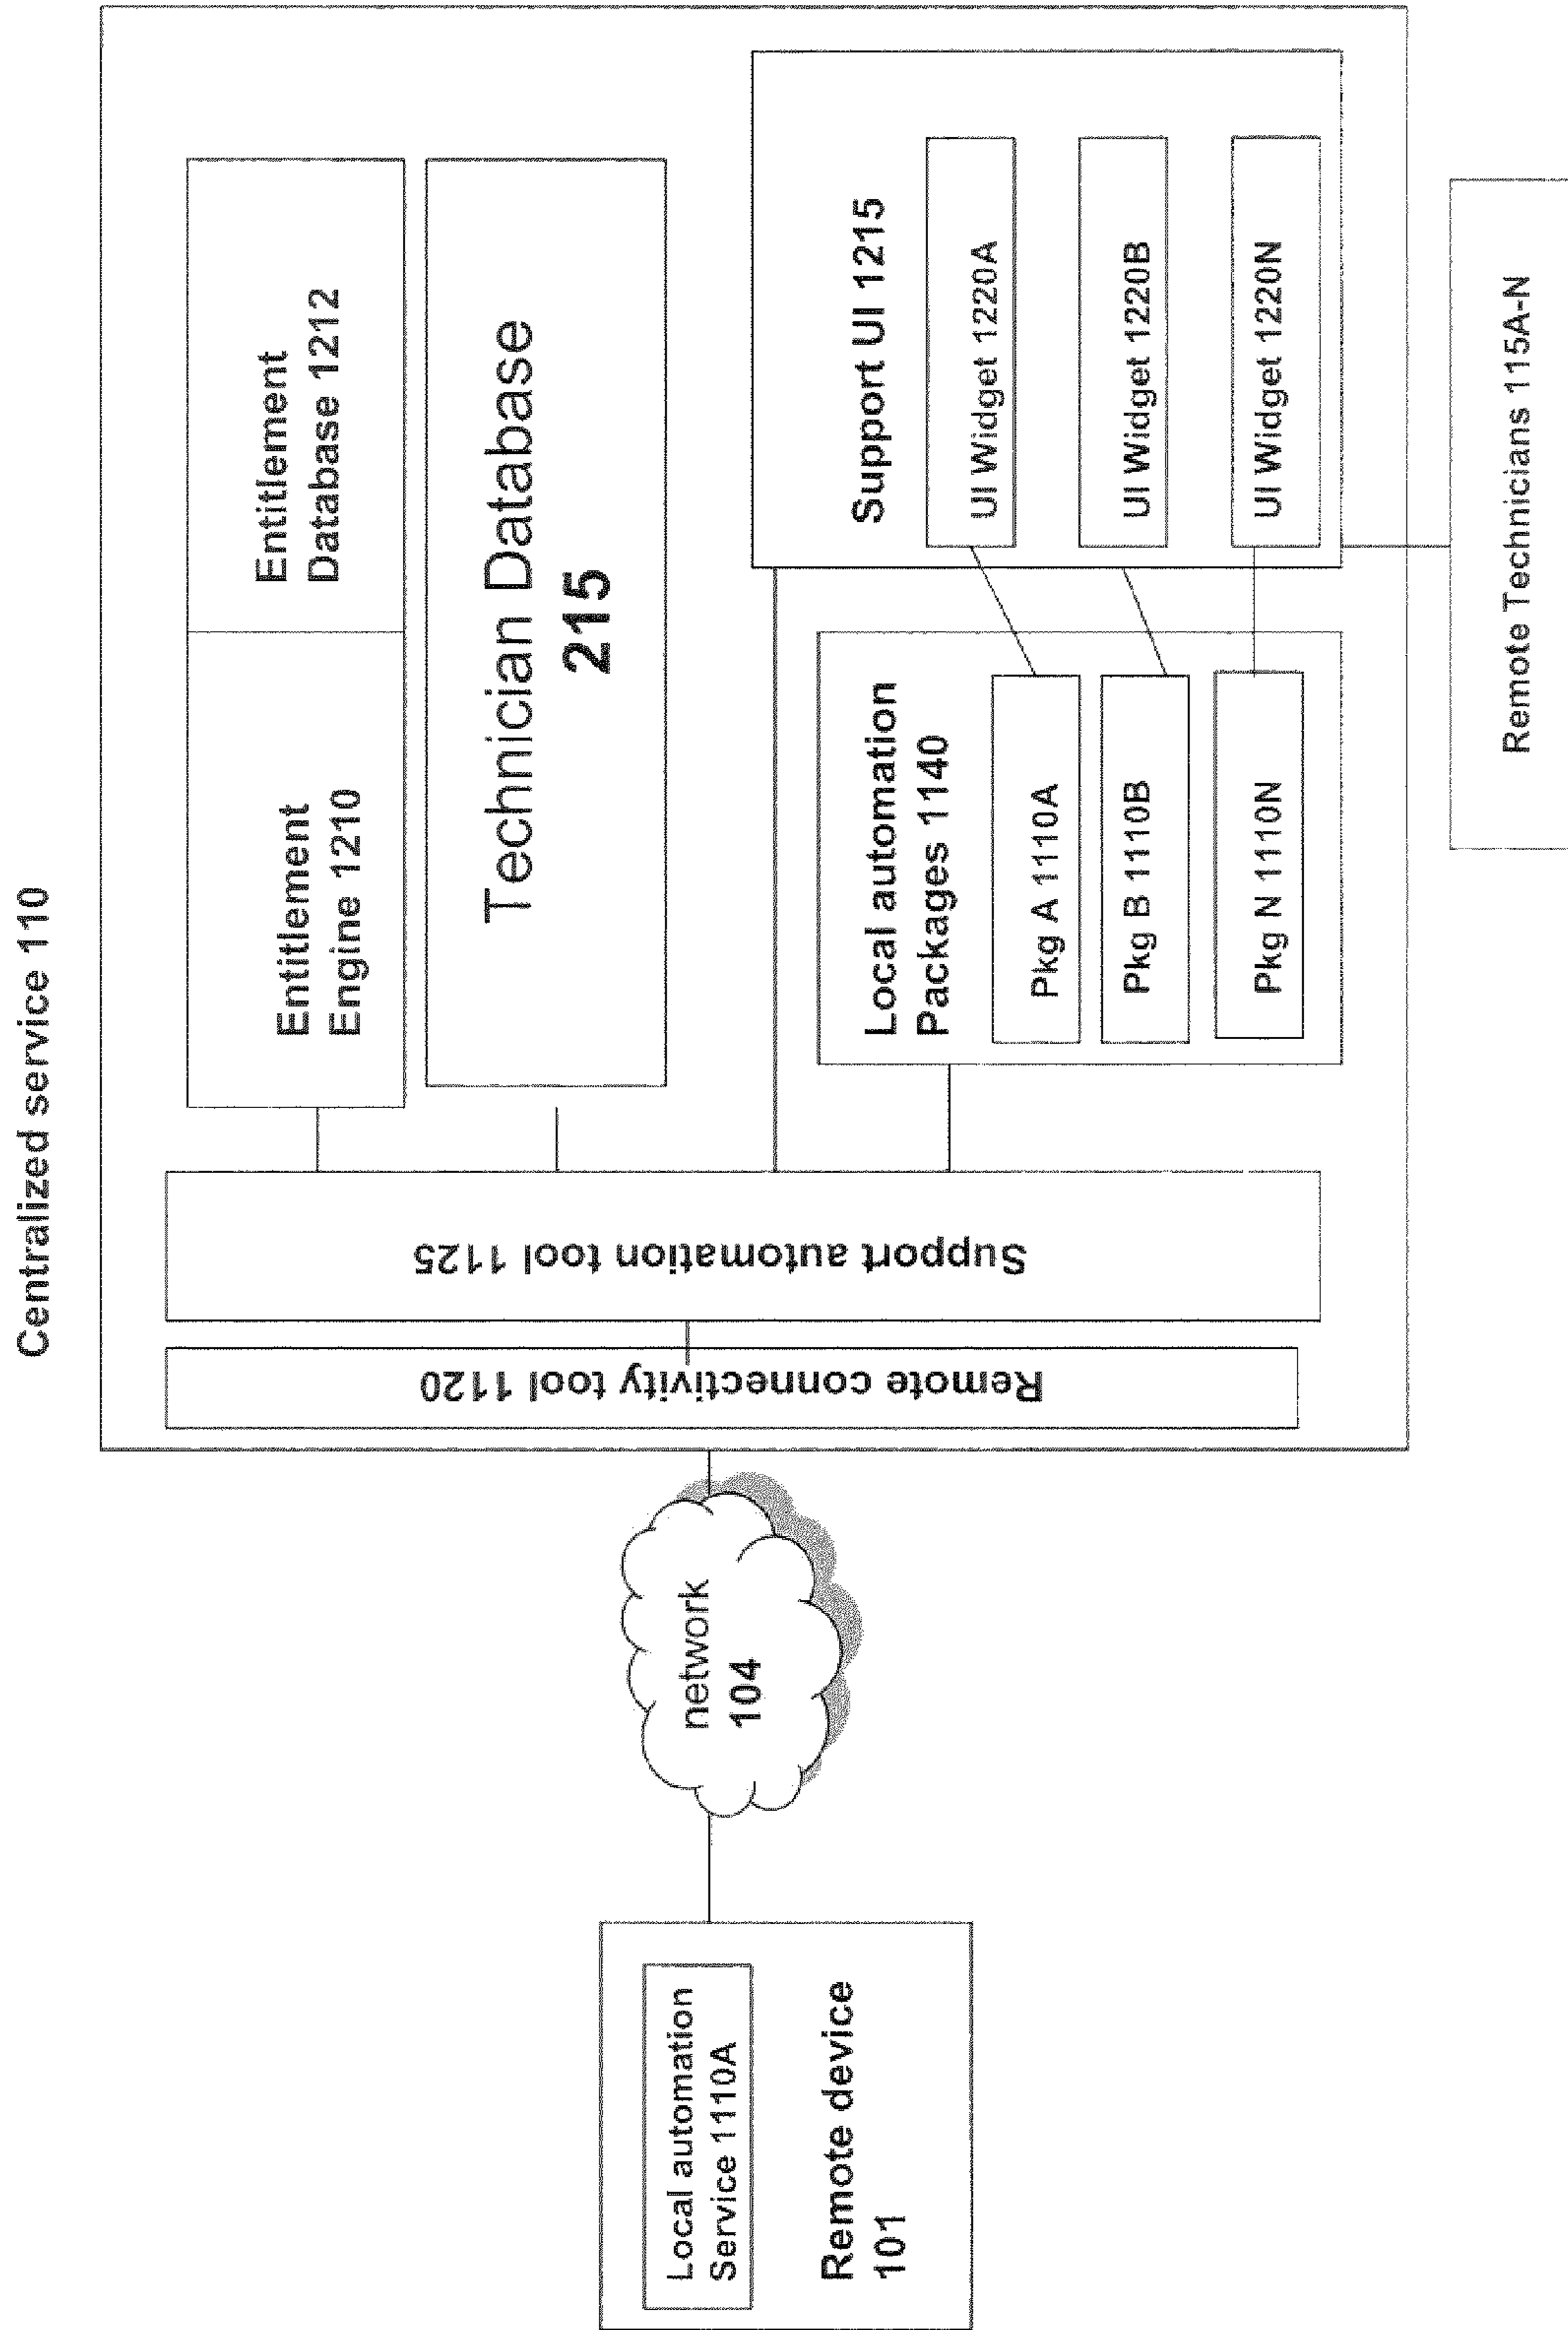 Centralized service 110
Entitlement
Engine 1210
Entitlement
Database 1212
Technician Database
215
Support automation tool 1125
Remote connectivity tool 1120
Support UI 1215
UI Widget 1220A
UI Widget 1220B
UI Widget 1220N
Local automation
Packages 1140
Pkg A 1110A
Pkg B 1110B
Pkg N 1110N
network
104
Local automation
Service 1110A
Remote device
101
Remote Technicians 115A-N